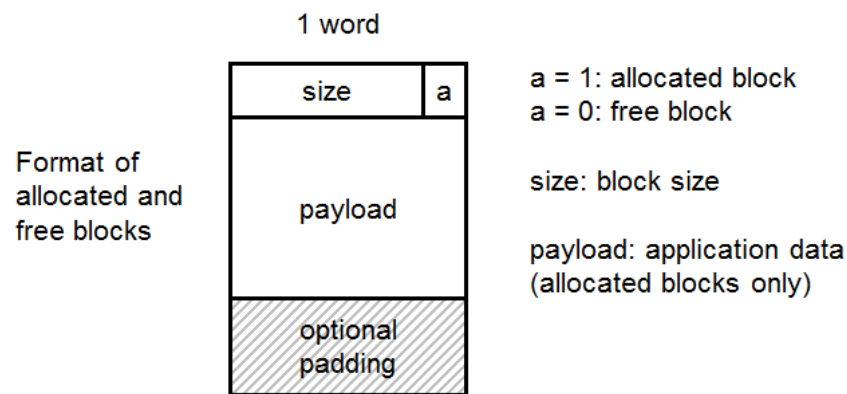 1 word
size
a
a = 1: allocated block
a = 0: free block
Format of
allocated and
free blocks
payload
size: block size
payload: application data
(allocated blocks only)
optional
padding